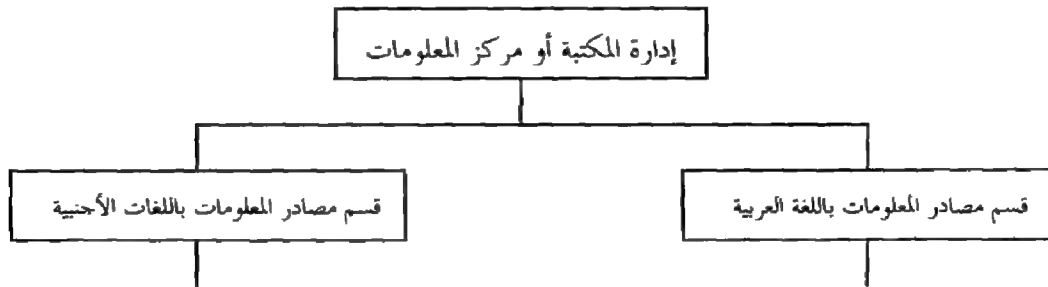 إدارة المكتبة أو مركز المعلومات
قسم مصادر المعلومات باللغة العربية
قسم مصادر المعلومات باللغات الأجنبية